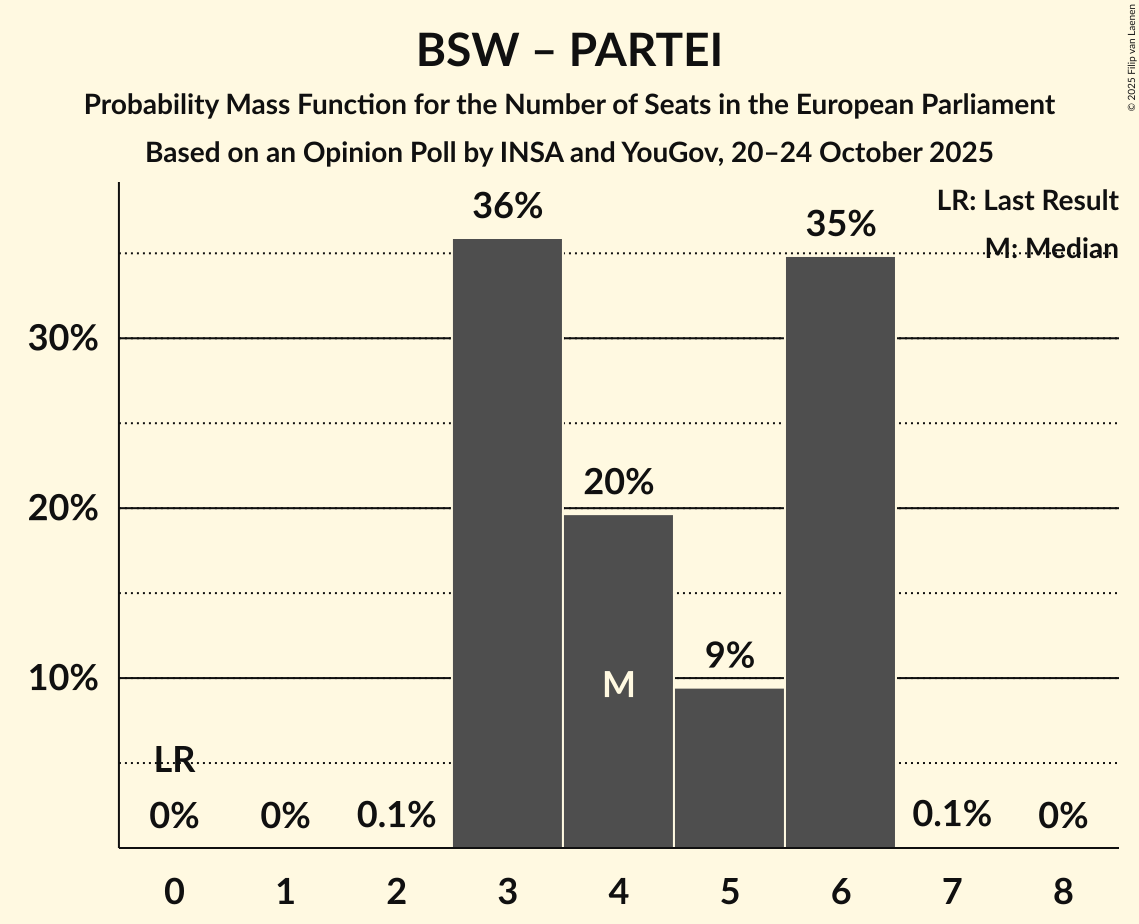 BSW – PARTEI
Probability Mass Function for the Number of Seats in the European Parliament
Based on an Opinion Poll by INSA and YouGov, 20–24 October 2025
© 2025 Filip van Laenen
LR: Last Result
M: Median
36%
35%
30%
20%
20%
9%
10%
M
LR
0%
0%
0.1%
0.1%
0%
0 1 2 3 4 5 6 7 8